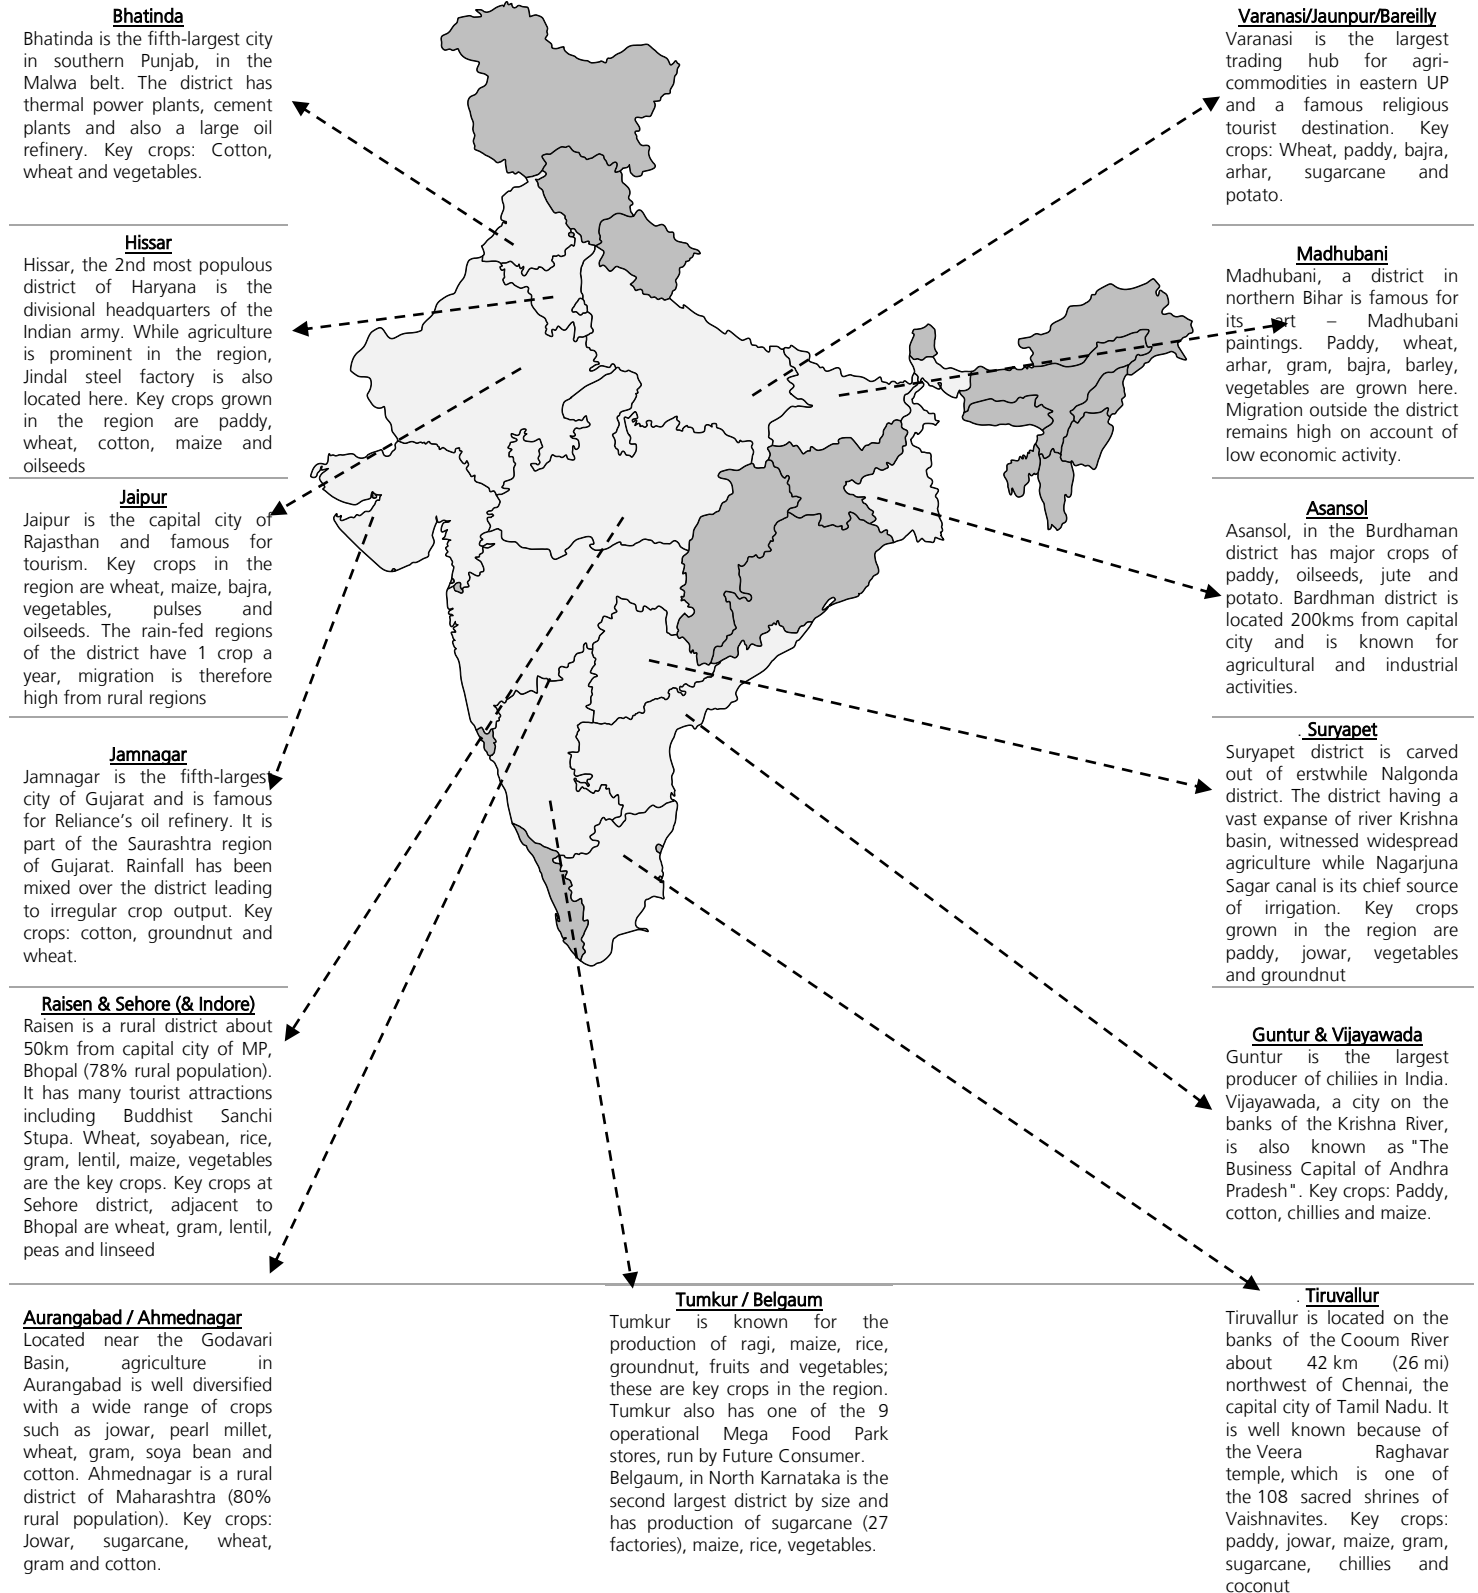 Bhatinda
Bhatinda is the fifth-largest city
in southern Punjab, in the
Malwa belt. The district has
thermal power plants, cement
plants and also a large oil
refinery. Key crops: Cotton,
wheat and vegetables.
Hissar
Hissar, the 2nd most populous
district of Haryana is the
divisional headquarters of the
Indian army. While agriculture
is prominent in the region,
Jindal steel factory is also
located here. Key crops grown
in the region are paddy,
wheat, cotton, maize and
oilseeds
Jaipur
Jaipur is the capital city of
Rajasthan and famous for
tourism. Key crops in the
region are wheat, maize, bajra,
vegetables, pulses and
oilseeds. The rain-fed regions
of the district have 1 crop a
year, migration is therefore
high from rural regions
Jamnagar
Jamnagar is the fifth-largest
city of Gujarat and is famous
for Reliance's oil refinery. It is
part of the Saurashtra region
of Gujarat. Rainfall has been
mixed over the district leading
to irregular crop output. Key
crops: cotton, groundnut and
wheat.
Raisen & Sehore (& Indore)
Raisen is a rural district about
50km from capital city of MP,
Bhopal (78% rural population).
It has many tourist attractions
including Buddhist Sanchi
Stupa. Wheat, soyabean, rice,
gram, lentil, maize, vegetables
are the key crops. Key crops at
Sehore district, adjacent to
Bhopal are wheat, gram, lentil,
peas and linseed
Aurangabad / Ahmednagar
Located near the Godavari
Basin, agriculture in
Aurangabad is well diversified
with a wide range of crops
such as jowar, pearl millet,
wheat, gram, soya bean and
cotton. Ahmednagar is a rural
district of Maharashtra (80%
rural population). Key crops:
Jowar, sugarcane, wheat,
gram and cotton.
Tumkur / Belgaum
Tumkur is known for the
production of ragi, maize, rice,
groundnut, fruits and vegetables;
these are key crops in the region.
Tumkur also has one of the 9
operational Mega Food Park
stores, run by Future Consumer.
Belgaum, in North Karnataka is the
second largest district by size and
has production of sugarcane (27
factories), maize, rice, vegetables.
Varanasi/Jaunpur/Bareilly
Varanasi is the largest
trading hub for agri-
commodities in eastern UP
and a famous religious
tourist destination. Key
crops: Wheat, paddy, bajra,
arhar, sugarcane and
potato.
Madhubani
Madhubani, a district in
northern Bihar is famous for
its art – Madhubani
paintings. Paddy, wheat,
arhar, gram, bajra, barley,
vegetables are grown here.
Migration outside the district
remains high on account of
low economic activity.
Asansol
Asansol, in the Burdhaman
district has major crops of
paddy, oilseeds, jute and
potato. Bardhman district is
located 200kms from capital
city and is known for
agricultural and industrial
activities.
. Suryapet
Suryapet district is carved
out of erstwhile Nalgonda
district. The district having a
vast expanse of river Krishna
basin, witnessed widespread
agriculture while Nagarjuna
Sagar canal is its chief source
of irrigation. Key crops
grown in the region are
paddy, jowar, vegetables
and groundnut
Guntur & Vijayawada
Guntur is the largest
producer of chiliies in India.
Vijayawada, a city on the
banks of the Krishna River,
is also known as "The
Business Capital of Andhra
Pradesh". Key crops: Paddy,
cotton, chillies and maize.
. Tiruvallur
Tiruvallur is located on the
banks of the Cooum River
about 42 km (26 mi)
northwest of Chennai, the
capital city of Tamil Nadu. It
is well known because of
the Veera Raghavar
temple, which is one of
the 108 sacred shrines of
Vaishnavites. Key crops:
paddy, jowar, maize, gram,
sugarcane, chillies and
coconut